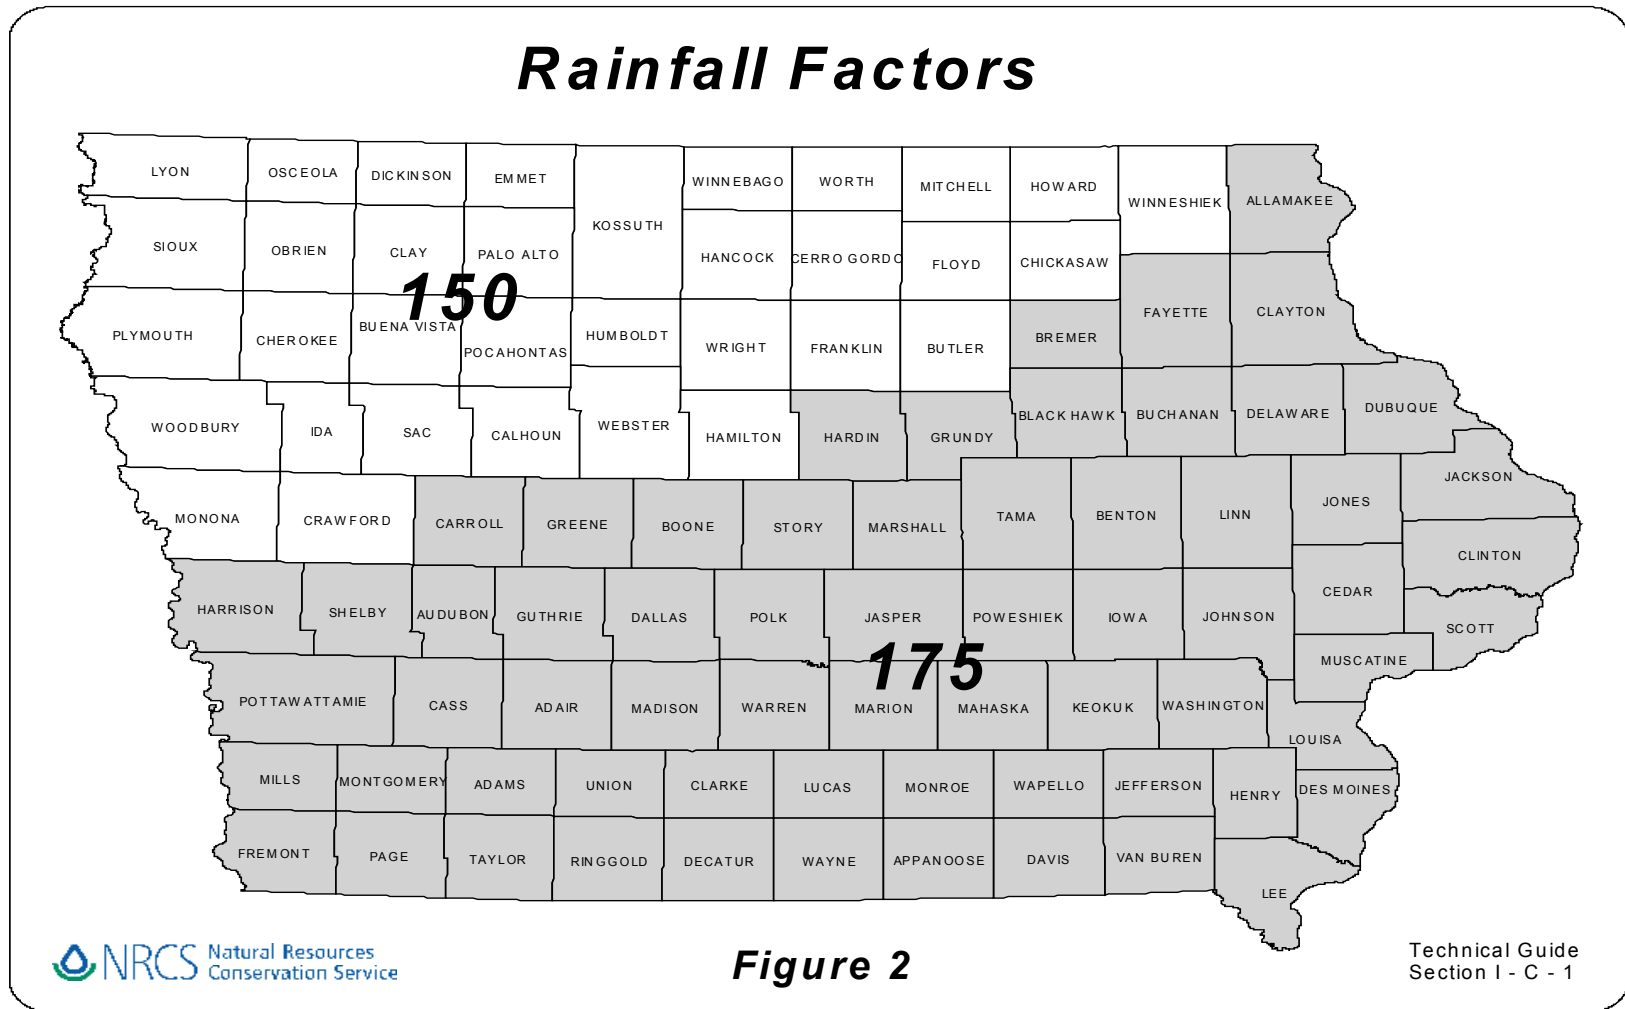 Rainfall Factors
LYON
OSCEOLA
DICKINSON
EMMET
KOSSUTH
WINNEBAGO
WORTH
MITCHELL
HOWARD
WINNESHIEK
ALLAMAKEE
SIOUX
OBRIEN
CLAY
PALO ALTO
HANCOCK
CERRO GORDO
FLOYD
CHICKASAW
150
PLYMOUTH
CHEROKEE
BUENA VISTA
POCAHONTAS
HUMBOLDT
WRIGHT
FRANKLIN
BUTLER
BREMER
FAYETTE
CLAYTON
WOODBURY
IDA
SAC
CALHOUN
WEBSTER
HAMILTON
HARDIN
GRUNDY
BLACK HAWK
BUCHANAN
DELAWARE
DUBUQUE
MONONA
CRAWFORD
CARROLL
GREENE
BOONE
STORY
MARSHALL
TAMA
BENTON
LINN
JONES
JACKSON
CLINTON
HARRISON
SHELBY
AUDUBON
GUTHRIE
DALLAS
POLK
JASPER
POWESHIEK
IOWA
JOHNSON
CEDAR
SCOTT
MUSCATINE
175
POTTAWATTAMIE
CASS
ADAIR
MADISON
WARREN
MARION
MAHASKA
KEOKUK
WASHINGTON
LOUISA
MILLS
MONTGOMERY
ADAMS
UNION
CLARKE
LUCAS
MONROE
WAPELLO
JEFFERSON
HENRY
DES MOINES
FREMONT
PAGE
TAYLOR
RINGGOLD
DECATUR
WAYNE
APPANOOSE
DAVIS
VAN BUREN
LEE
NRCS Natural Resources
Conservation Service
Figure 2
Technical Guide
Section I - C - 1